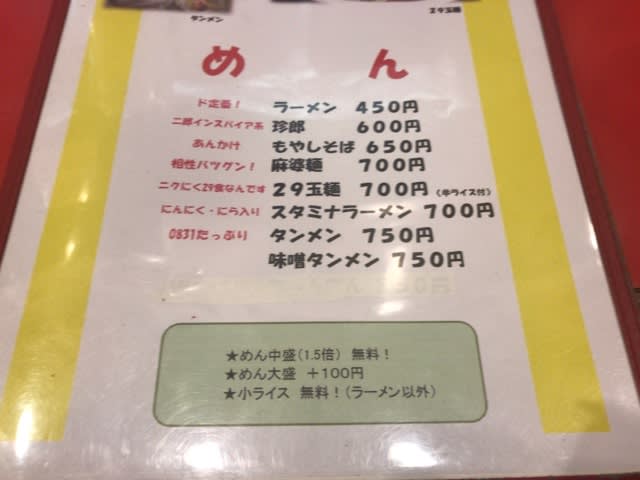 タンメン
29玉麺
めん
ド定番! ラーメン 450円
二郎インスパイア系 珍郎 600円
あんかけ もやしそば 650円
相性バツグン! 麻婆麺 700円
ニクにく29食なんです 29玉麺 700円(半ライス付)
にんにく・にら入り スタミナラーメン 700円
0831たっぷり タンメン 750円
味噌タンメン 750円
★めん中盛(1.5倍) 無料!
★めん大盛 +100円
★小ライス 無料!(ラーメン以外)